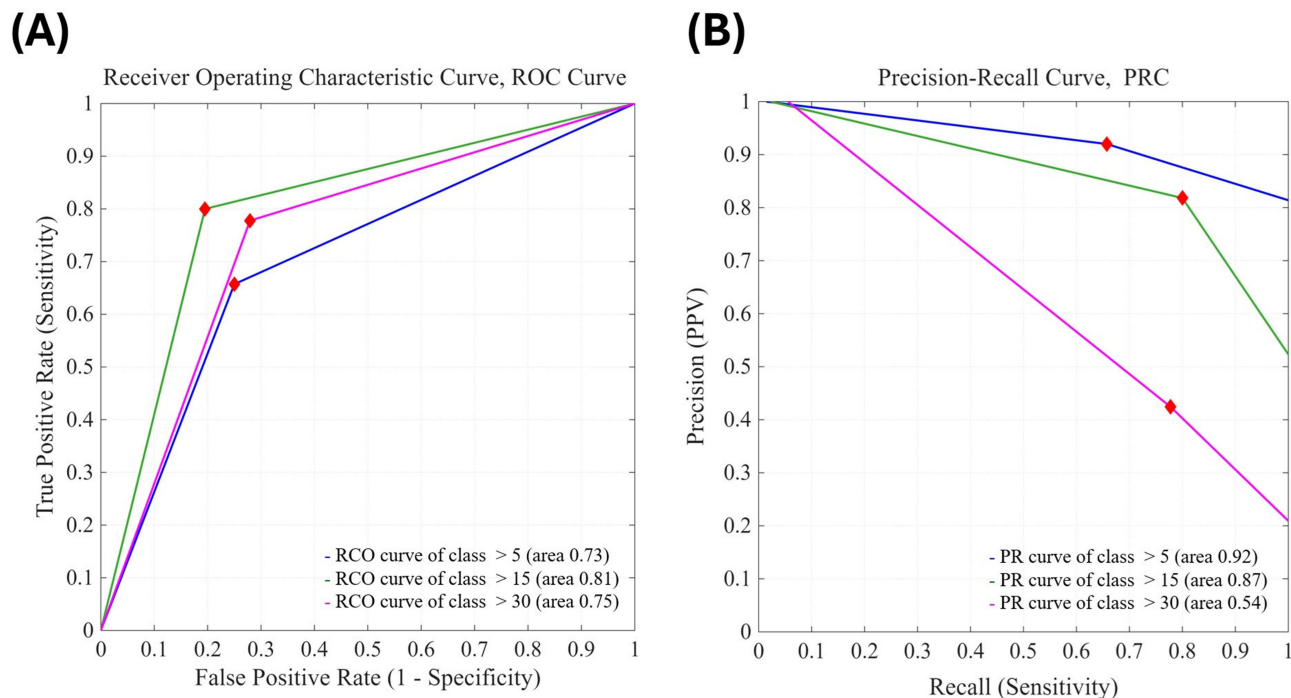 (A)
Receiver Operating Characteristic Curve, ROC Curve
1
0.9
0.8
0.7
0.6
0.5
0.4
0.3
0.2
0.1
0
True Positive Rate (Sensitivity)
- RCO curve of class > 5 (area 0.73)
- RCO curve of class > 15 (area 0.81)
- RCO curve of class > 30 (area 0.75)
0 0.1 0.2 0.3 0.4 0.5 0.6 0.7 0.8 0.9 1
False Positive Rate (1 - Specificity)
(B)
Precision-Recall Curve, PRC
1
0.9
0.8
0.7
0.6
0.5
0.4
0.3
0.2
0.1
0
Precision (PPV)
- PR curve of class > 5 (area 0.92)
- PR curve of class > 15 (area 0.87)
- PR curve of class > 30 (area 0.54)
0 0.1 0.2 0.3 0.4 0.5 0.6 0.7 0.8 0.9 1
Recall (Sensitivity)